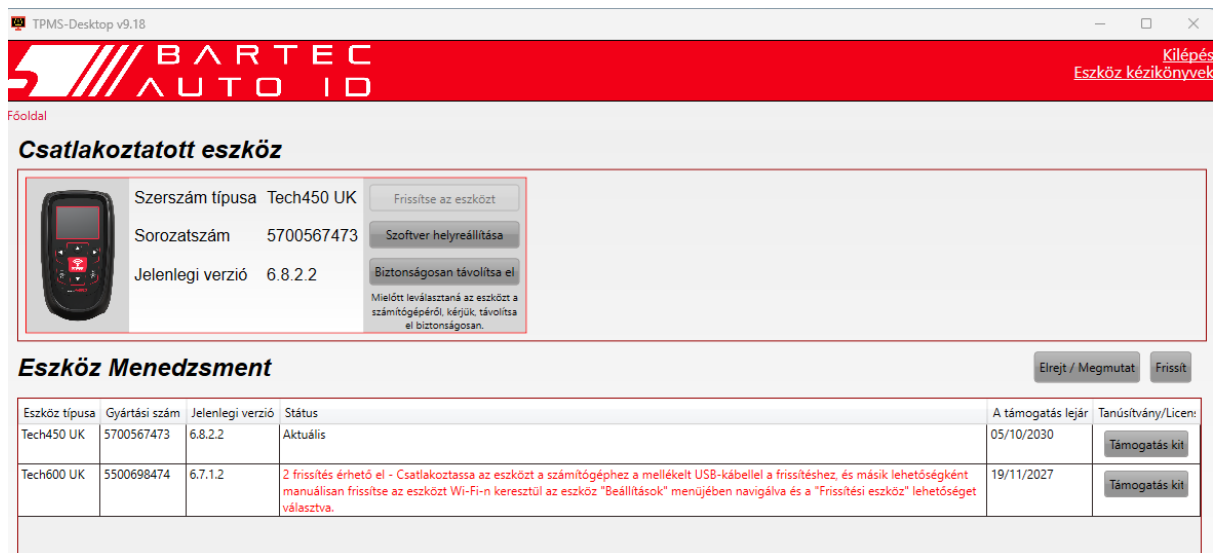 TPMS-Desktop v9.18
BARTEC
AUTO ID
Kilépés
Eszköz kézikönyvek
Főoldal
Csatlakoztatott eszköz
Szerszám típusa Tech450 UK
Frissítse az eszközt
Sorozatszám 5700567473
Szoftver helyreállítása
Jelenlegi verzió 6.8.2.2
Biztonságosan távolítsa el
Mielőtt leválasztaná az eszközt a
számítógépéről, kérjük, távolítsa
el biztonságosan.
Eszköz Menedzsment
Elrejt / Megmutat Frissít
Eszköz típusa Gyártási szám Jelenlegi verzió Státus A támogatás lejár Tanúsítvány/Licens
Tech450 UK 5700567473 6.8.2.2 Aktuális 05/10/2030 Támogatás kit
Tech600 UK 5500698474 6.7.1.2 2 frissítés érhető el - Csatlakoztassa az eszközt a számítógéphez a mellékelt USB-kábellel a frissítéshez, és másik lehetőségként 19/11/2027 Támogatás kit
manuálisan frissítse az eszközt Wi-Fi-n keresztül az eszköz "Beállítások" menüjében navigálva és a "Frissítési eszköz" lehetőséget
választva.